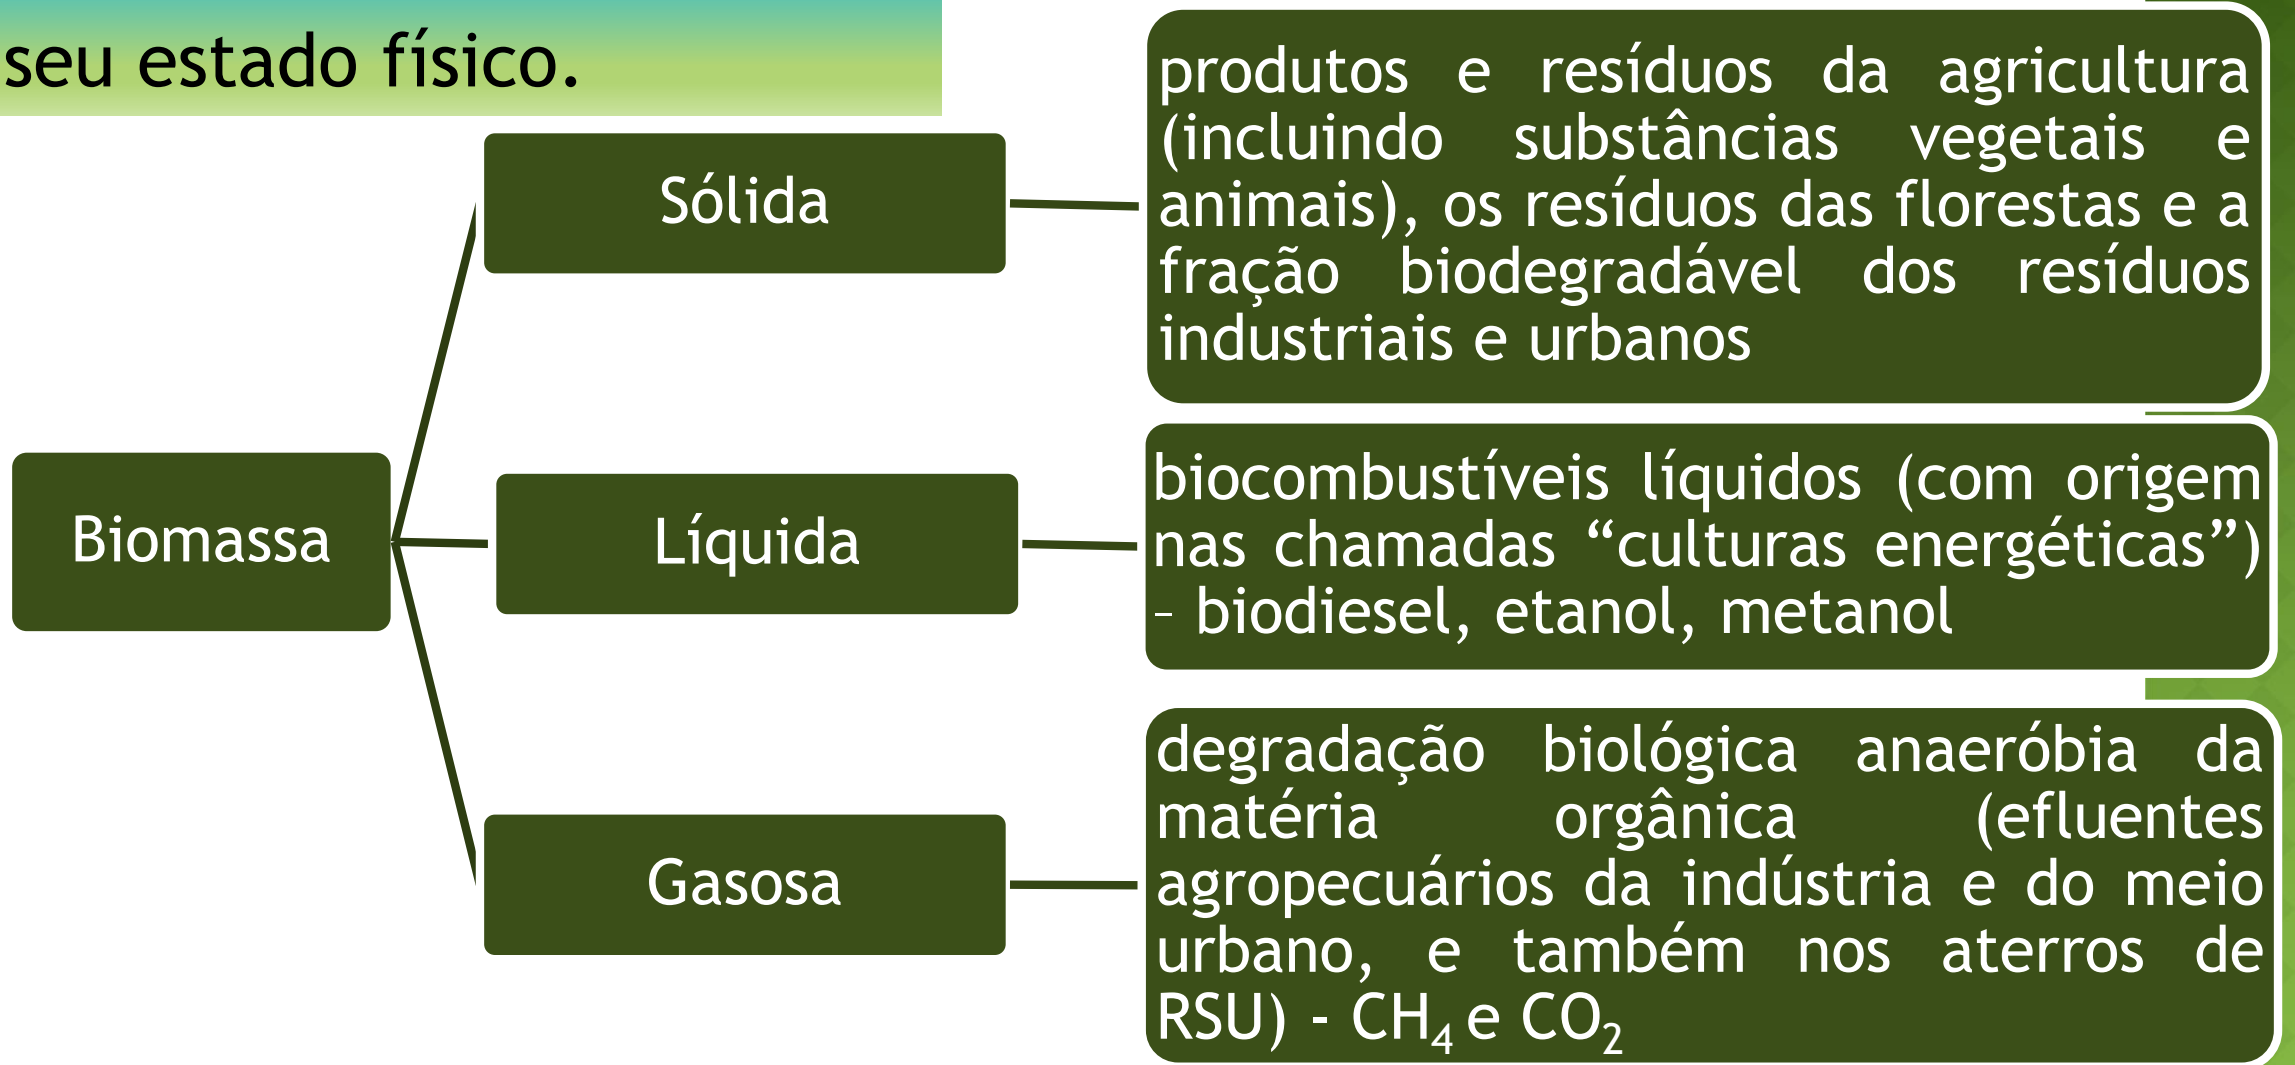 seu estado físico.
Biomassa
Sólida
produtos e resíduos da agricultura
(incluindo substâncias vegetais e
animais), os resíduos das florestas e a
fração biodegradável dos resíduos
industriais e urbanos
Líquida
biocombustíveis líquidos (com origem
nas chamadas “culturas energéticas”)
– biodiesel, etanol, metanol
Gasosa
degradação biológica anaeróbia da
matéria orgânica (efluentes
agropecuários da indústria e do meio
urbano, e também nos aterros de
RSU) - CH₄ e CO₂